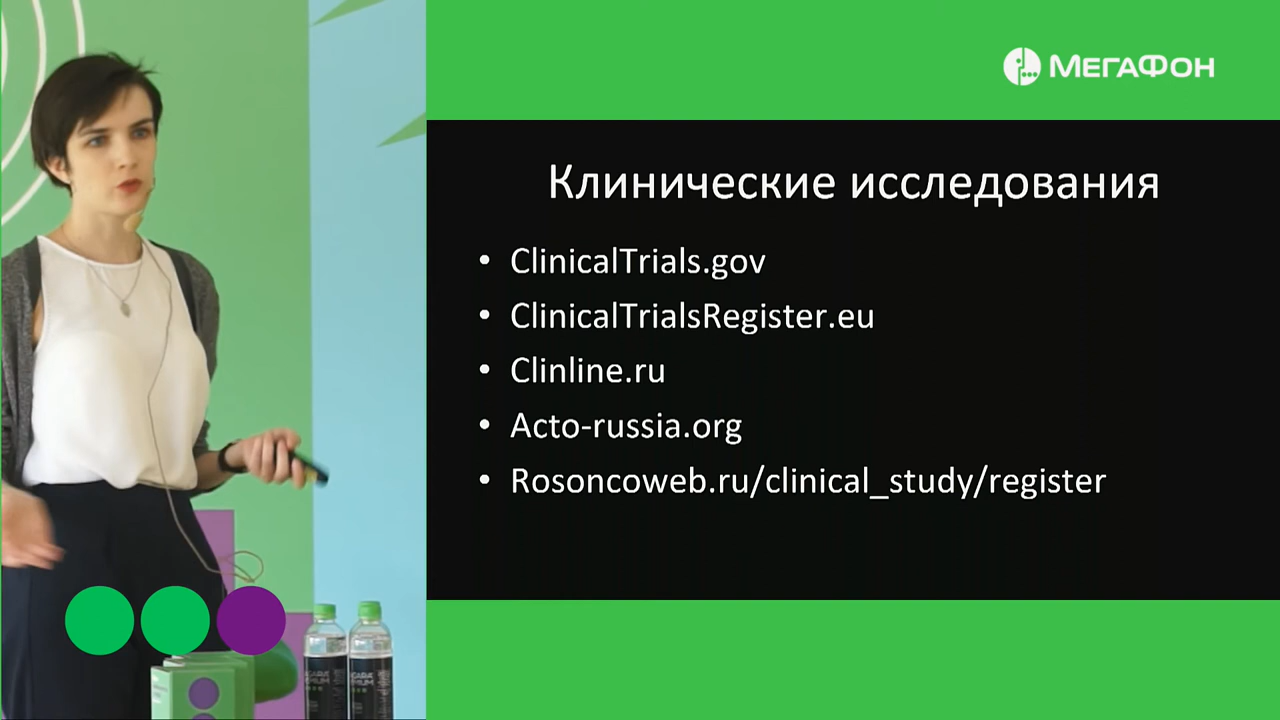 МЕГАФОН
Клинические исследования
• ClinicalTrials.gov
• ClinicalTrialsRegister.eu
• Clinline.ru
• Acto-russia.org
• Rosoncoweb.ru/clinical_study/register